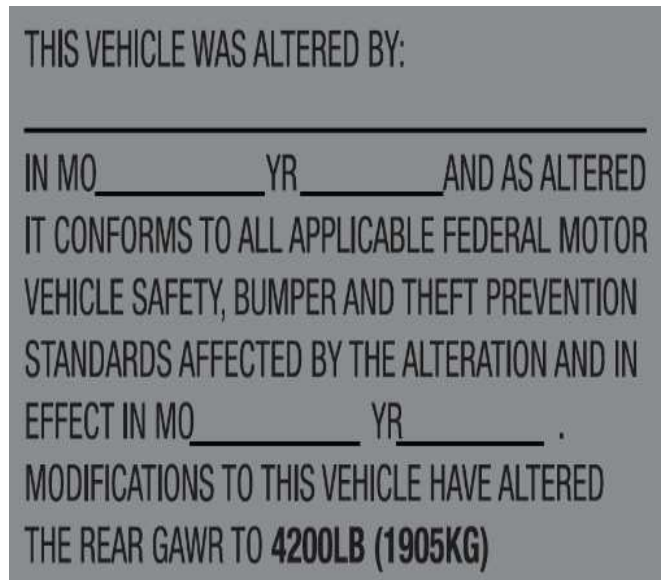 THIS VEHICLE WAS ALTERED BY:
IN MO__________YR________AND AS ALTERED
IT CONFORMS TO ALL APPLICABLE FEDERAL MOTOR
VEHICLE SAFETY, BUMPER AND THEFT PREVENTION
STANDARDS AFFECTED BY THE ALTERATION AND IN
EFFECT IN MO__________ YR________ .
MODIFICATIONS TO THIS VEHICLE HAVE ALTERED
THE REAR GAWR TO 4200LB (1905KG)